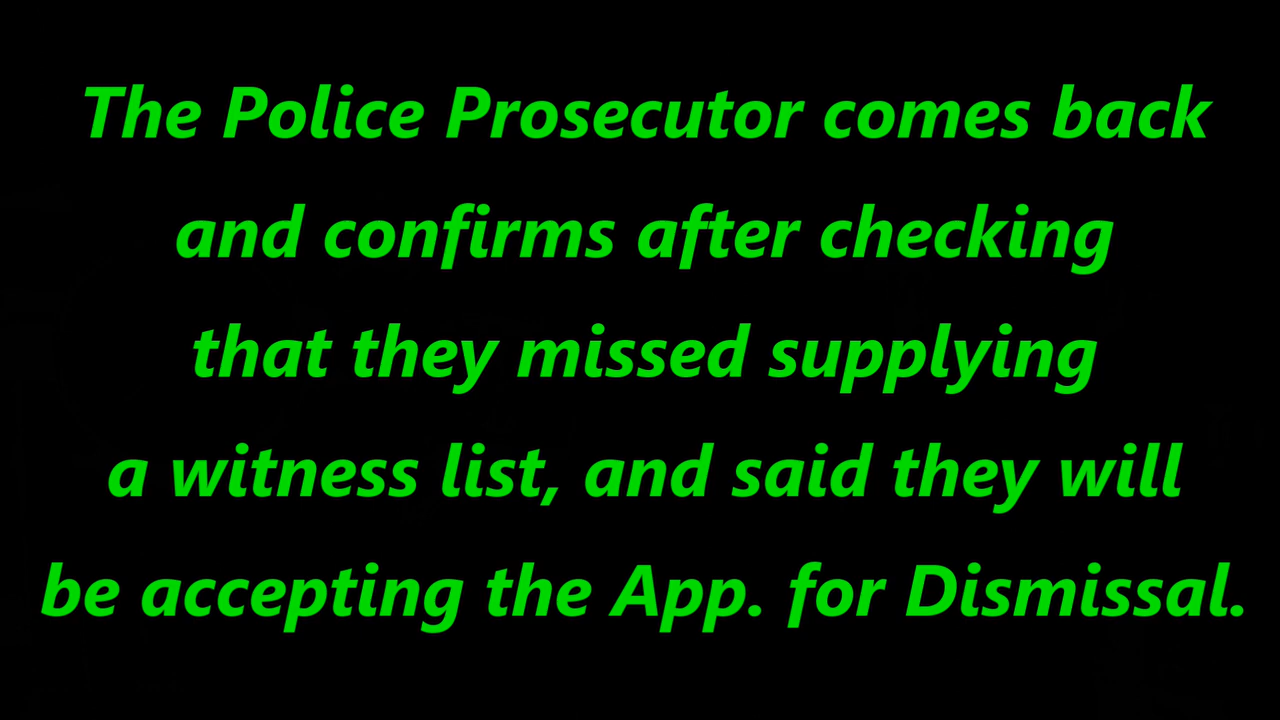 The Police Prosecutor comes back
and confirms after checking
that they missed supplying
a witness list, and said they will
be accepting the App. for Dismissal.